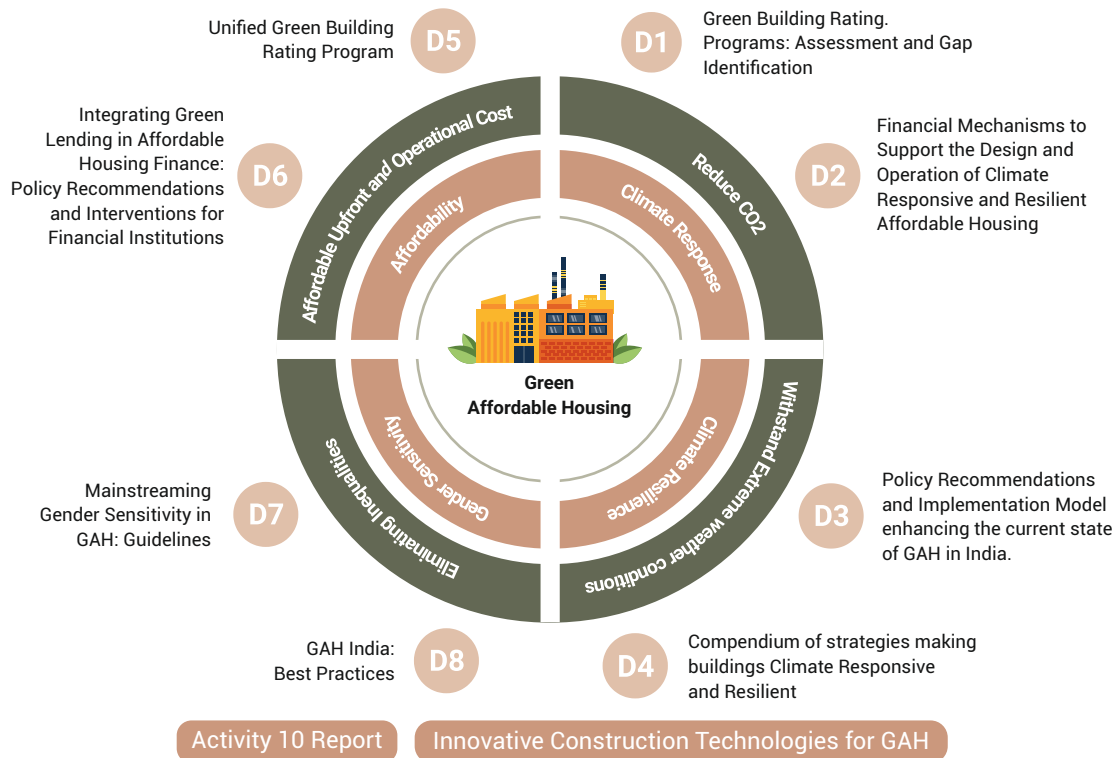 D1
Green Building Rating.
Programs: Assessment and Gap
Identification
D2
Financial Mechanisms to
Support the Design and
Operation of Climate
Responsive and Resilient
Affordable Housing
D3
Policy Recommendations
and Implementation Model
enhancing the current state
of GAH in India.
D4
Compendium of strategies making
buildings Climate Responsive
and Resilient
D5
Unified Green Building
Rating Program
D6
Integrating Green
Lending in Affordable
Housing Finance:
Policy Recommendations
and Interventions for
Financial Institutions
D7
Mainstreaming
Gender Sensitivity in
GAH: Guidelines
D8
GAH India:
Best Practices
Affordable Upfront and Operational Cost
Affordability
Reduce CO2
Climate Response
Withstand Extreme weather conditions
Climate Resilience
Eliminating Inequalities
Gender Sensitivity
Green
Affordable Housing
Activity 10 Report
Innovative Construction Technologies for GAH